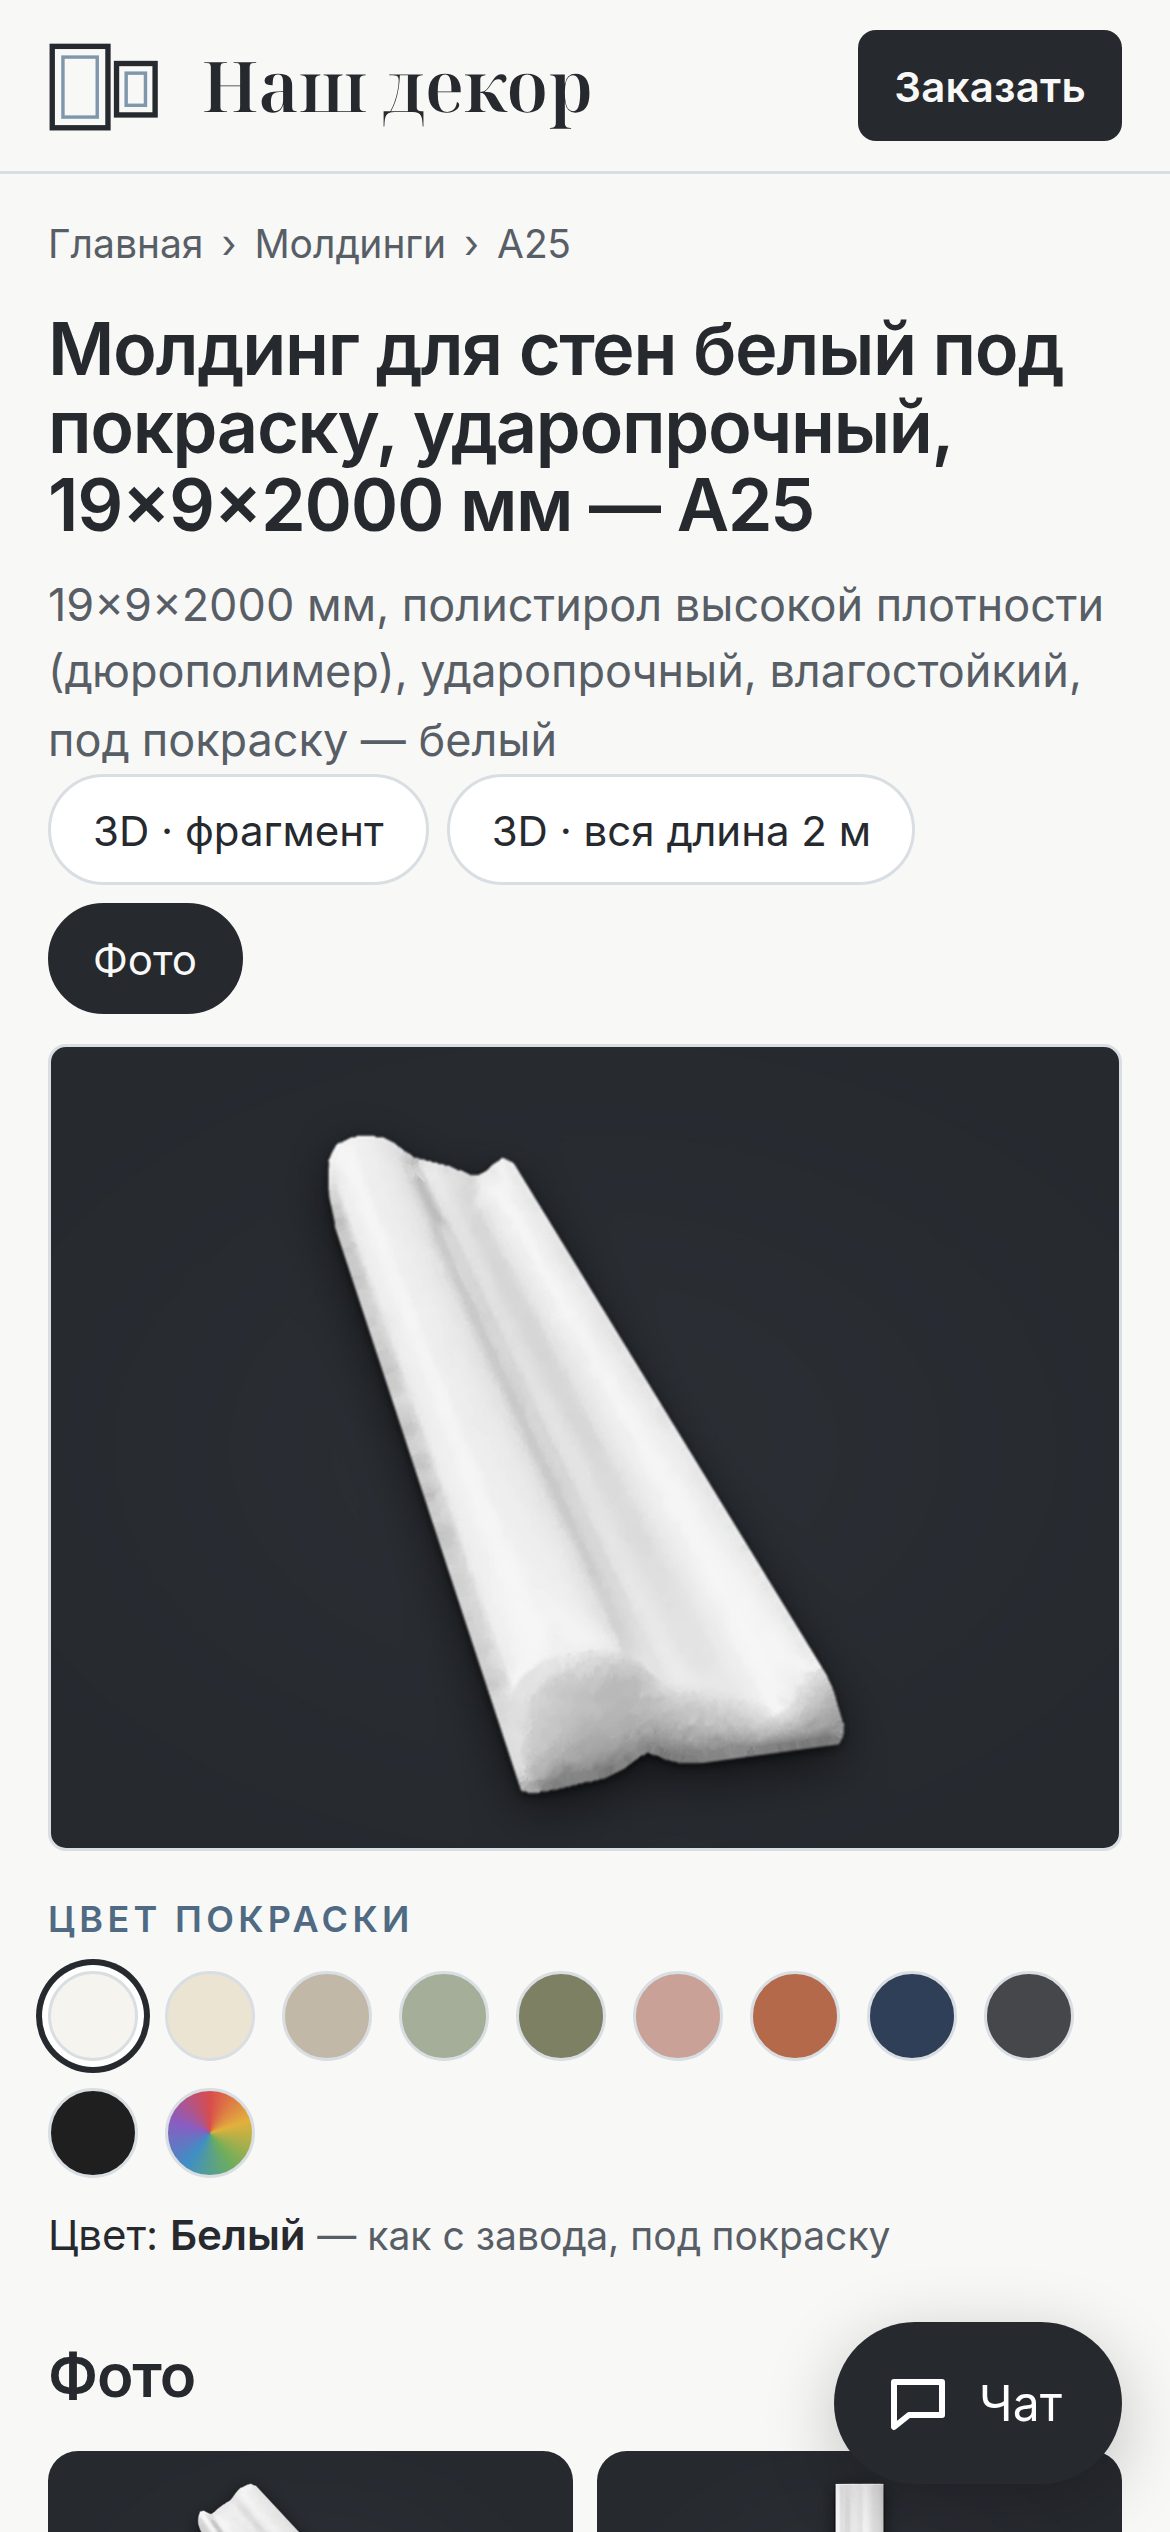 Наш декор
Заказать
Главная › Молдинги › A25
Молдинг для стен белый под
покраску, ударопрочный,
19×9×2000 мм — A25
19×9×2000 мм, полистирол высокой плотности
(дюрополимер), ударопрочный, влагостойкий,
под покраску — белый
3D · фрагмент
3D · вся длина 2 м
Фото
ЦВЕТ ПОКРАСКИ
Цвет: Белый — как с завода, под покраску
Фото
Чат